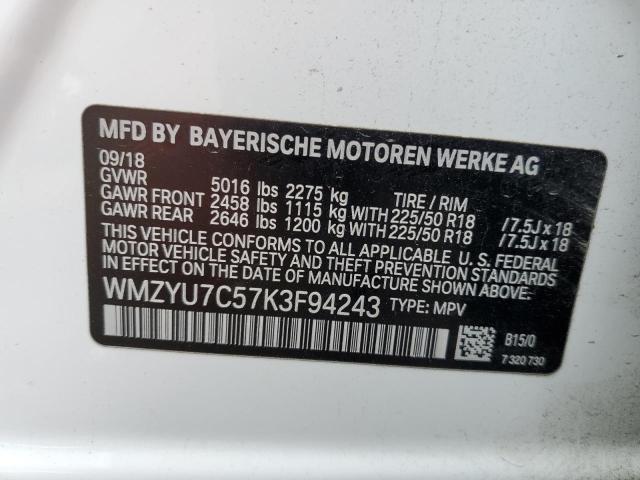 MFD BY BAYERISCHE MOTOREN WERKE AG
09/18
GVWR 5016 lbs 2275 kg TIRE / RIM
GAWR FRONT 2458 lbs 1115 kg WITH 225/50 R18 / 7.5J x 18
GAWR REAR 2646 lbs 1200 kg WITH 225/50 R18 / 7.5J x 18
THIS VEHICLE CONFORMS TO ALL APPLICABLE U. S. FEDERAL
MOTOR VEHICLE SAFETY AND THEFT PREVENTION STANDARDS
IN EFFECT ON THE DATE OF MANUFACTURE SHOWN ABOVE.
WMZYU7C57K3F94243 TYPE: MPV
B15/0
7 320 730